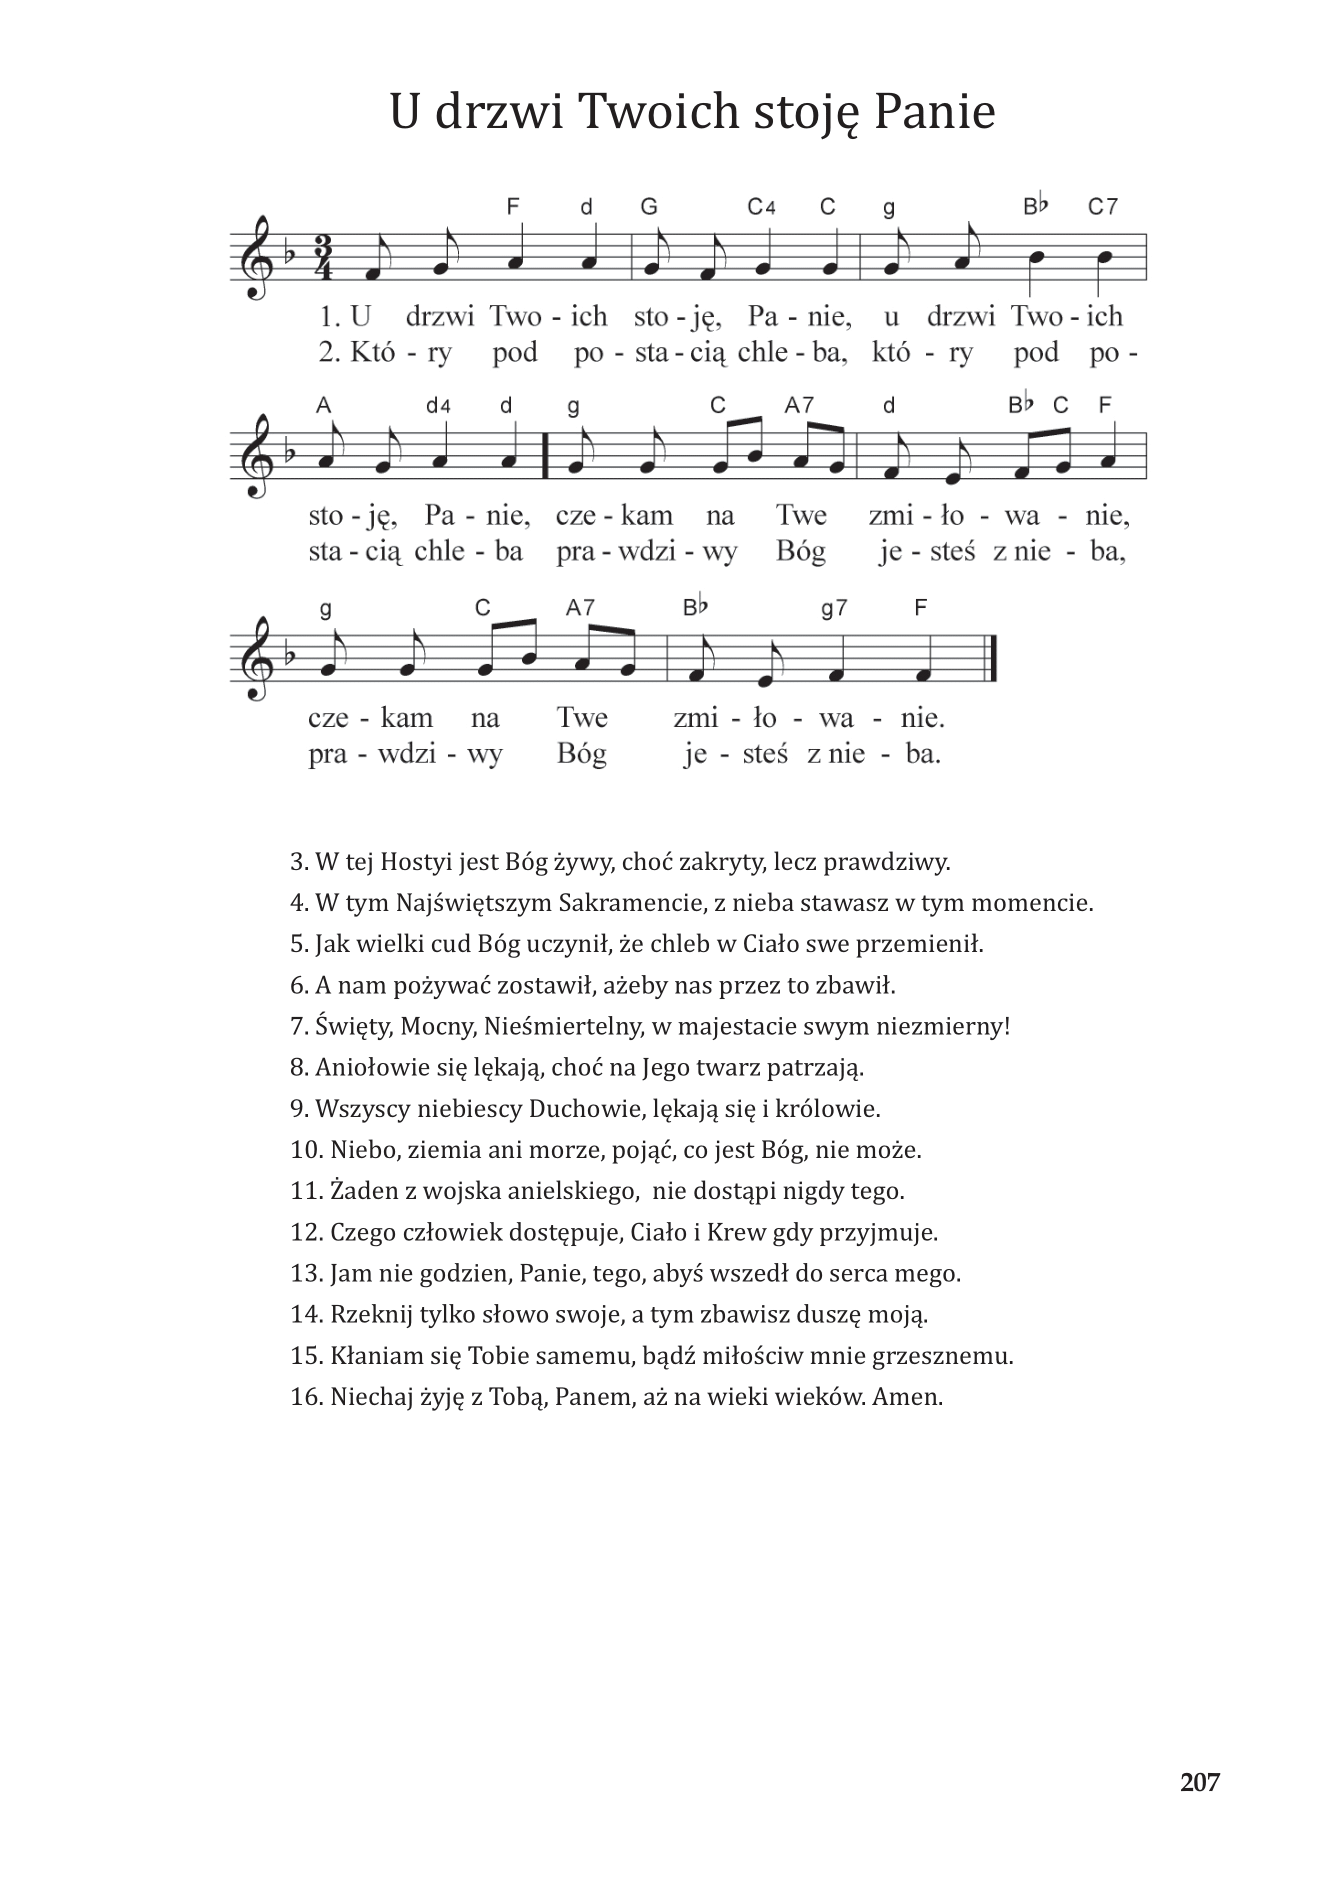 U drzwi Twoich stoję Panie
F d G C4 C g B♭ C7
3
4
1. U drzwi Two - ich sto - ję, Pa - nie, u drzwi Two - ich
2. Któ - ry pod po - sta - cią chle - ba, któ - ry pod po -
A d4 d g C A7 d B♭ C F
sto - ję, Pa - nie, cze - kam na Twe zmi - ło - wa - nie,
sta - cią chle - ba pra - wdzi - wy Bóg je - steś z nie - ba,
g C A7 B♭ g7 F
cze - kam na Twe zmi - ło - wa - nie.
pra - wdzi - wy Bóg je - steś z nie - ba.
3. W tej Hostyi jest Bóg żywy, choć zakryty, lecz prawdziwy.
4. W tym Najświętszym Sakramencie, z nieba stawasz w tym momencie.
5. Jak wielki cud Bóg uczynił, że chleb w Ciało swe przemienił.
6. A nam pożywać zostawił, ażeby nas przez to zbawił.
7. Święty, Mocny, Nieśmiertelny, w majestacie swym niezmierny!
8. Aniołowie się lękają, choć na Jego twarz patrzają.
9. Wszyscy niebiescy Duchowie, lękają się i królowie.
10. Niebo, ziemia ani morze, pojąć, co jest Bóg, nie może.
11. Żaden z wojska anielskiego,  nie dostąpi nigdy tego.
12. Czego człowiek dostępuje, Ciało i Krew gdy przyjmuje.
13. Jam nie godzien, Panie, tego, abyś wszedł do serca mego.
14. Rzeknij tylko słowo swoje, a tym zbawisz duszę moją.
15. Kłaniam się Tobie samemu, bądź miłościw mnie grzesznemu.
16. Niechaj żyję z Tobą, Panem, aż na wieki wieków. Amen.
207